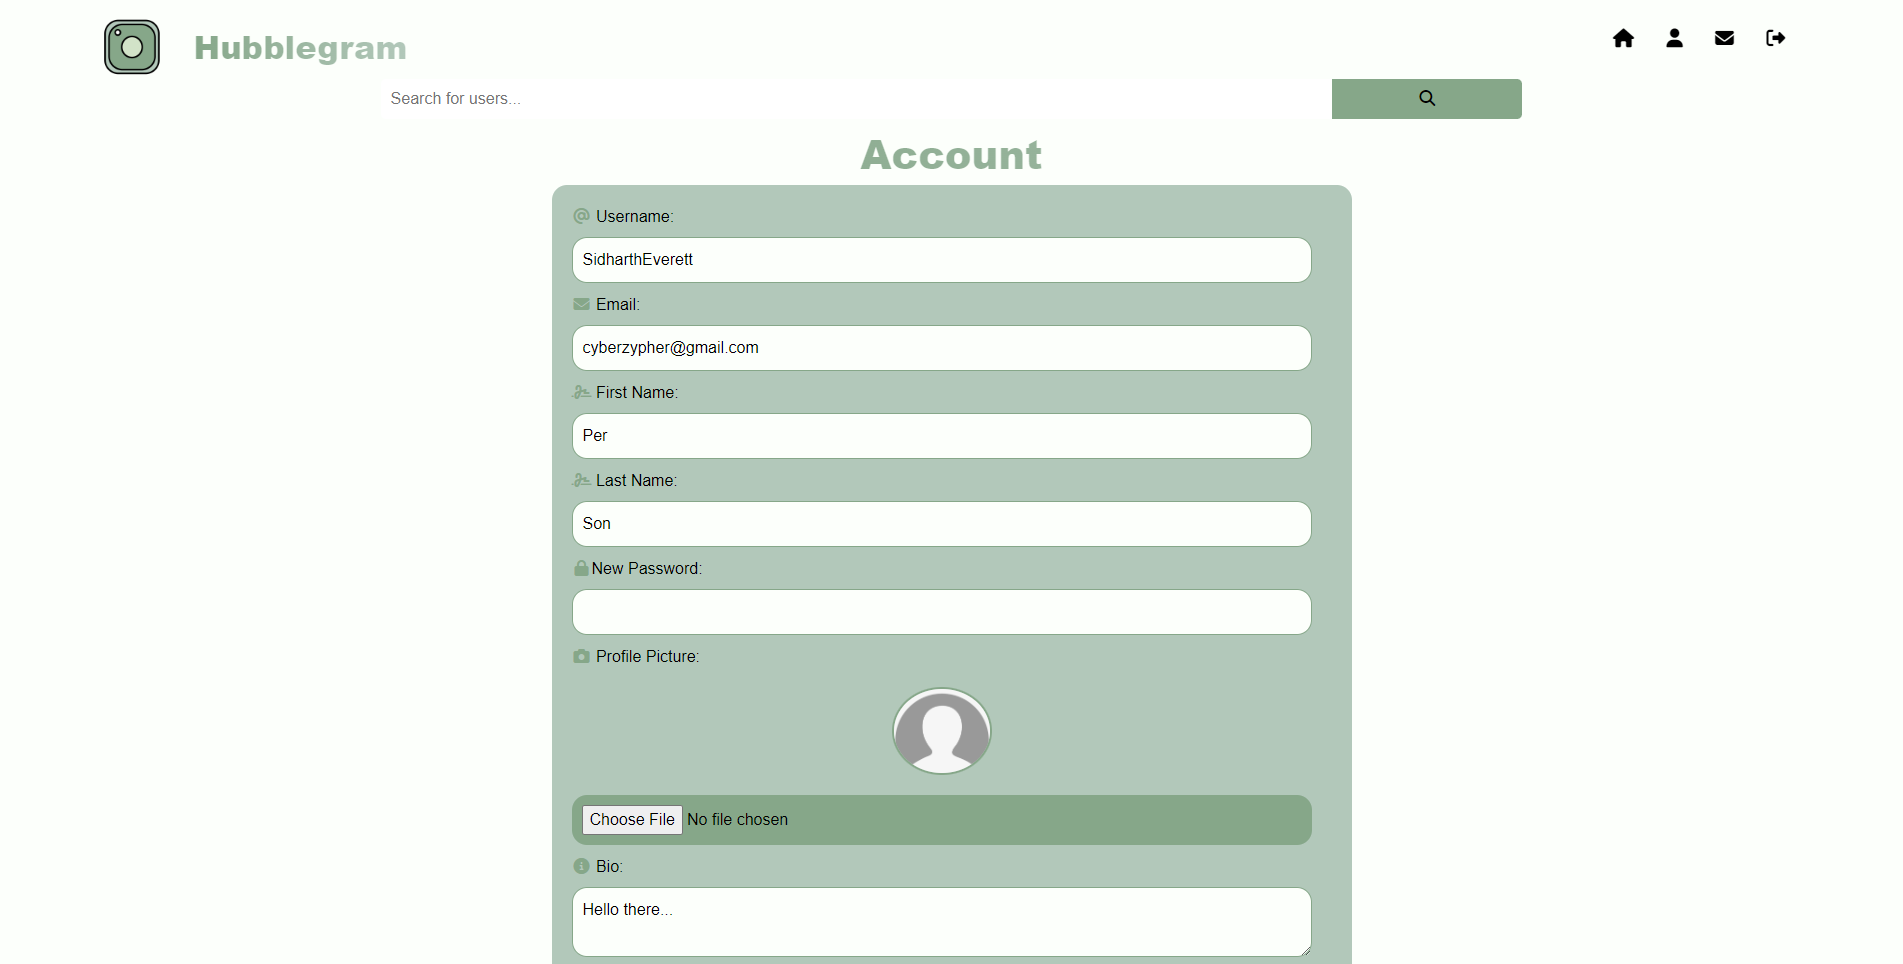 Hubblegram
Search for users...
Account
Username:
SidharthEverett
Email:
cyberzypher@gmail.com
First Name:
Per
Last Name:
Son
New Password:
Profile Picture:
Choose File No file chosen
Bio:
Hello there...